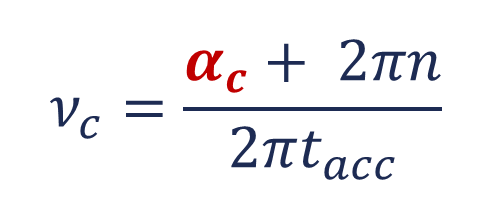 ν_c = (α_c + 2πn) / (2πt_acc)